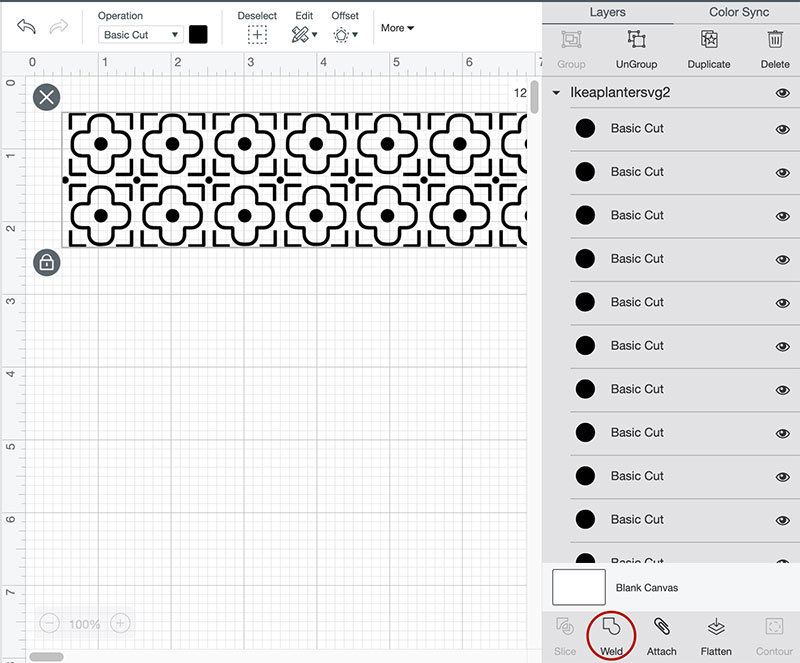 Operation
Deselect
Edit
Offset
Basic Cut
More
0
1
2
3
4
5
6
7
0
1
2
3
4
5
6
7
12
100%
Layers
Color Sync
Group
UnGroup
Duplicate
Delete
Ikeaplantersvg2
Basic Cut
Basic Cut
Basic Cut
Basic Cut
Basic Cut
Basic Cut
Basic Cut
Basic Cut
Basic Cut
Basic Cut
Basic Cut
Blank Canvas
Slice
Weld
Attach
Flatten
Contour